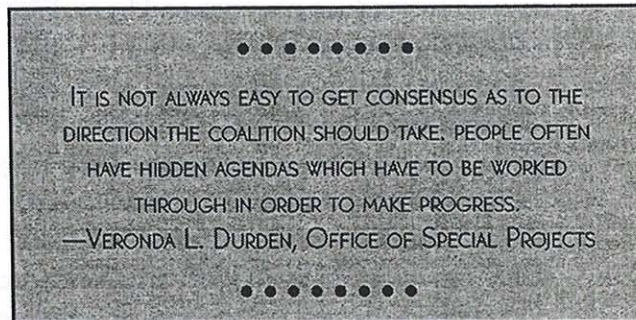 IT IS NOT ALWAYS EASY TO GET CONSENSUS AS TO THE
DIRECTION THE COALITION SHOULD TAKE. PEOPLE OFTEN
HAVE HIDDEN AGENDAS WHICH HAVE TO BE WORKED
THROUGH IN ORDER TO MAKE PROGRESS.
—VERONDA L. DURDEN, OFFICE OF SPECIAL PROJECTS